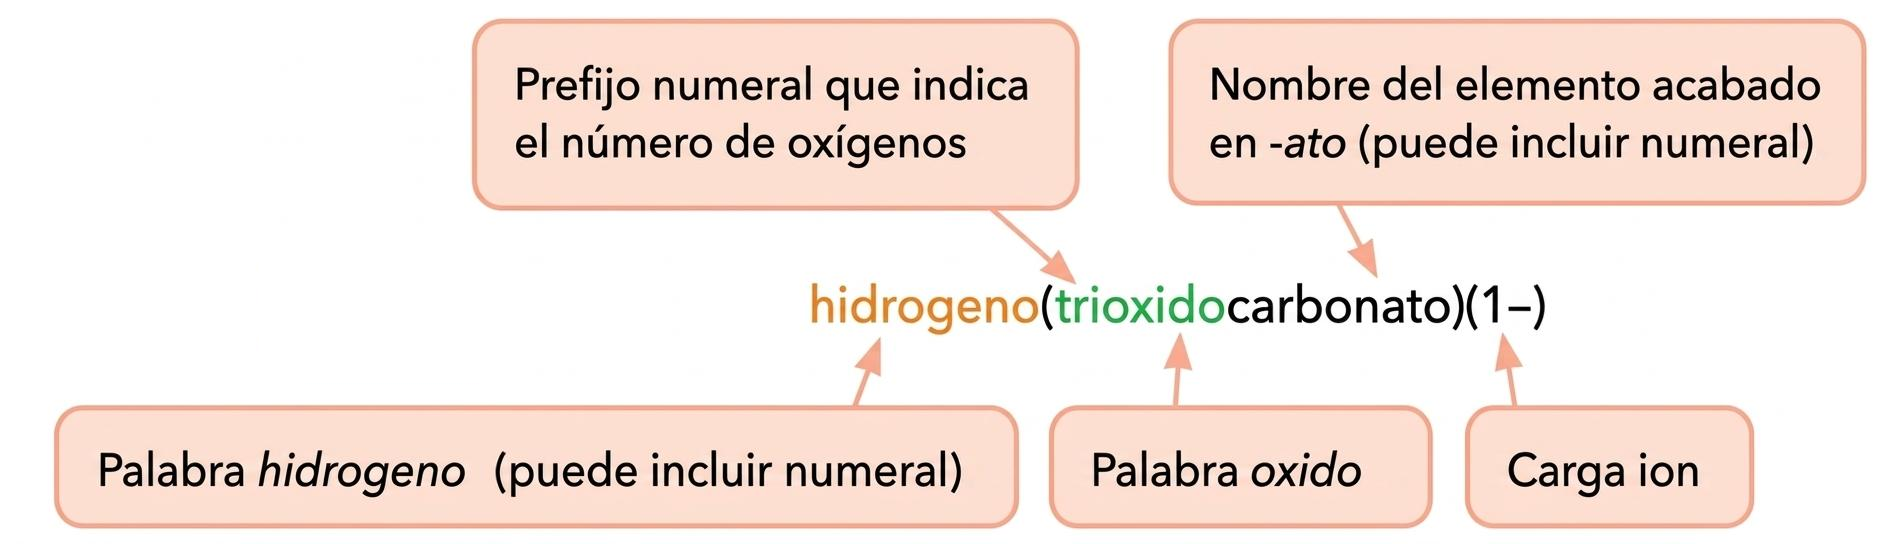 Prefijo numeral que indica
el número de oxígenos
Nombre del elemento acabado
en -ato (puede incluir numeral)
hidrogeno(trioxidocarbonato)(1–)
Palabra hidrogeno (puede incluir numeral)
Palabra oxido
Carga ion